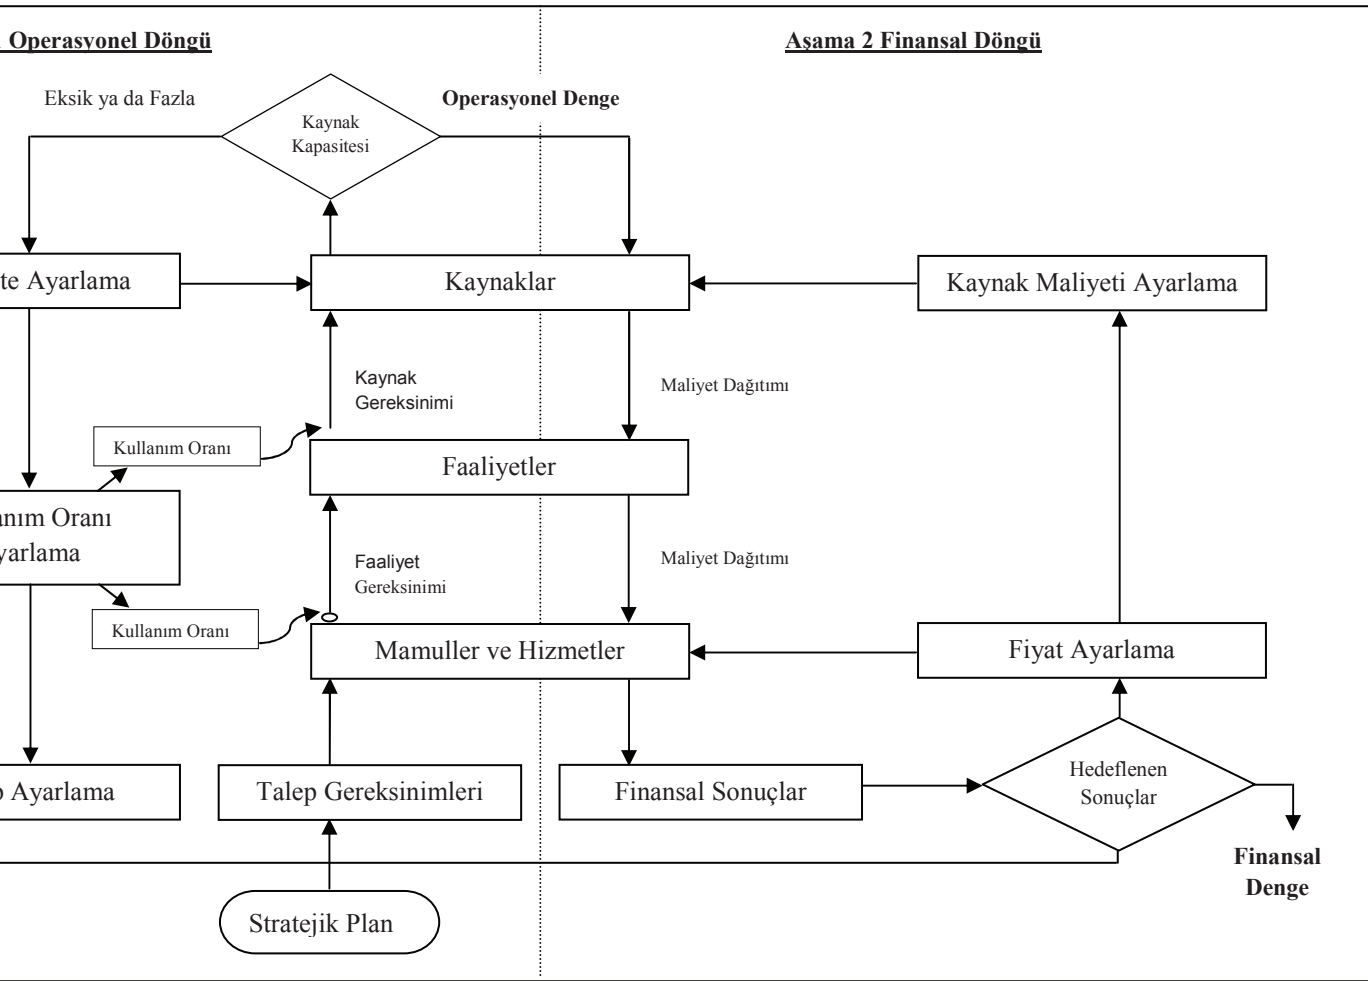 Operasyonel Döngü
Aşama 2 Finansal Döngü
Eksik ya da Fazla
Operasyonel Denge
Kaynak
Kapasitesi
Ayarlama
Kaynaklar
Kaynak Maliyeti Ayarlama
Kaynak
Gereksinimi
Maliyet Dağıtımı
Kullanım Oranı
Faaliyetler
Oranı
Faaliyet
Gereksinimi
Maliyet Dağıtımı
Kullanım Oranı
Mamuller ve Hizmetler
Fiyat Ayarlama
Ayarlama
Talep Gereksinimleri
Finansal Sonuçlar
Hedeflenen
Sonuçlar
Finansal
Denge
Stratejik Plan